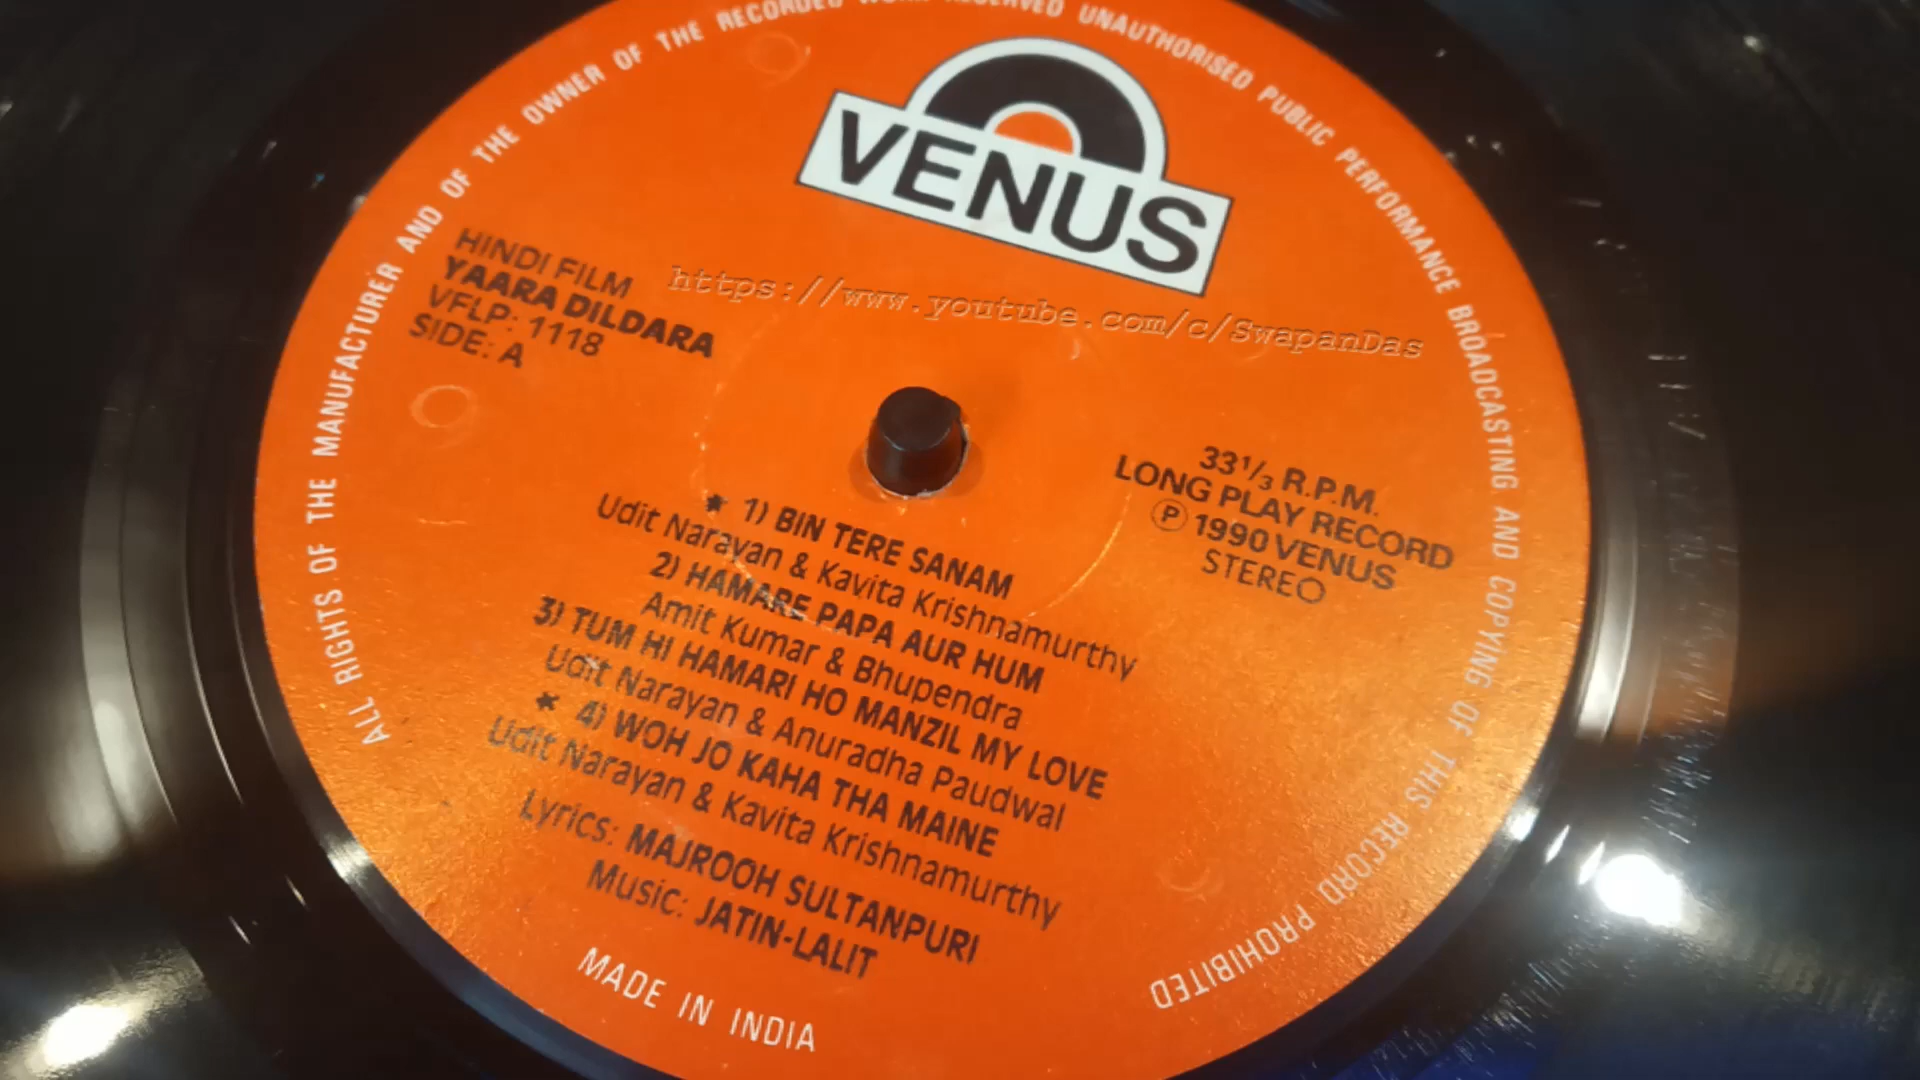 ALL RIGHTS OF THE MANUFACTURER AND OF THE OWNER OF THE RECORDED WORK RESERVED UNAUTHORISED PUBLIC PERFORMANCE BROADCASTING AND COPYING OF THIS RECORD PROHIBITED
VENUS
HINDI FILM
YAARA DILDARA
VFLP: 1118
SIDE: A
https://www.youtube.com/c/SwapanDas
33 1/3 R.P.M.
LONG PLAY RECORD
Ⓟ 1990 VENUS
STEREO
* 1) BIN TERE SANAM
Udit Narayan & Kavita Krishnamurthy
2) HAMARE PAPA AUR HUM
Amit Kumar & Bhupendra
3) TUM HI HAMARI HO MANZIL MY LOVE
Udit Narayan & Anuradha Paudwal
* 4) WOH JO KAHA THA MAINE
Udit Narayan & Kavita Krishnamurthy
Lyrics: MAJROOH SULTANPURI
Music: JATIN-LALIT
MADE IN INDIA